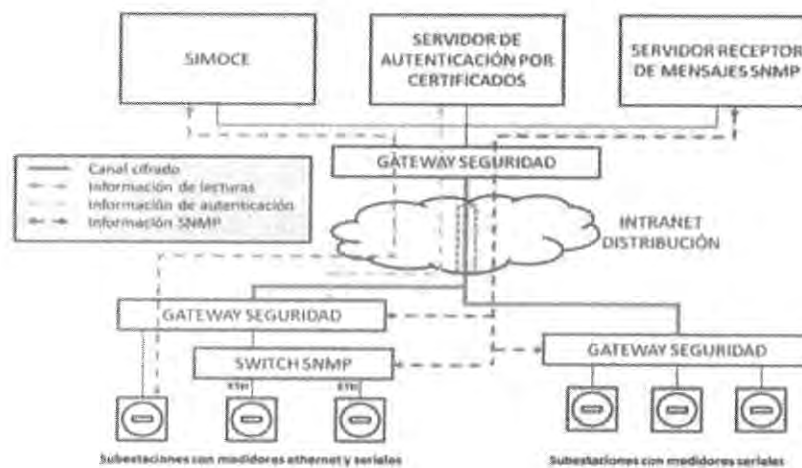 SIMOCE
SERVIDOR DE
AUTENTICACIÓN POR
CERTIFICADOS
SERVIDOR RECEPTOR
DE MENSAJES SNMP
GATEWAY SEGURIDAD
Canal cifrado
Información de lecturas
Información de autenticación
Información SNMP
INTRANET
DISTRIBUCIÓN
GATEWAY SEGURIDAD
SWITCH SNMP
GATEWAY SEGURIDAD
ETH
ETH
Subestaciones con medidores ethernet y seriales
Subestaciones con medidores seriales